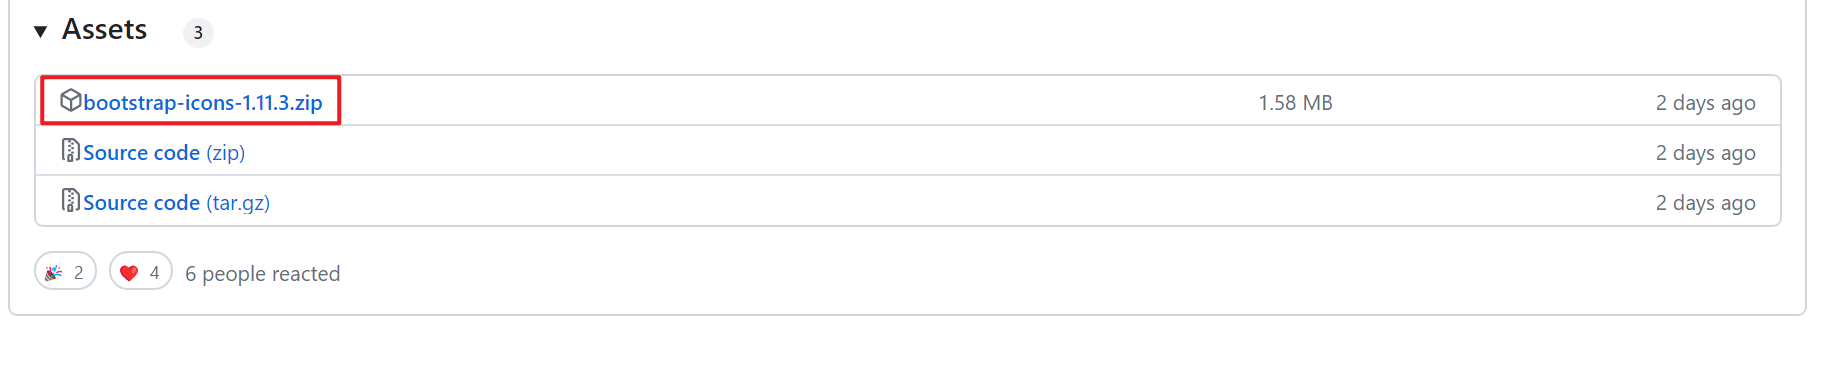 Assets 3
bootstrap-icons-1.11.3.zip 1.58 MB 2 days ago
Source code (zip) 2 days ago
Source code (tar.gz) 2 days ago
2 4 6 people reacted